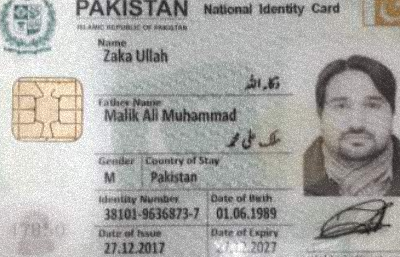 PAKISTAN National Identity Card
ISLAMIC REPUBLIC OF PAKISTAN
Name
Zaka Ullah
ذکاء اللہ
Father Name
Malik Ali Muhammad
ملک علی محمد
Gender Country of Stay
M Pakistan
Identity Number Date of Birth
38101-9636873-7 01.06.1989
Date of Issue Date of Expiry
27.12.2017 27.12.2027